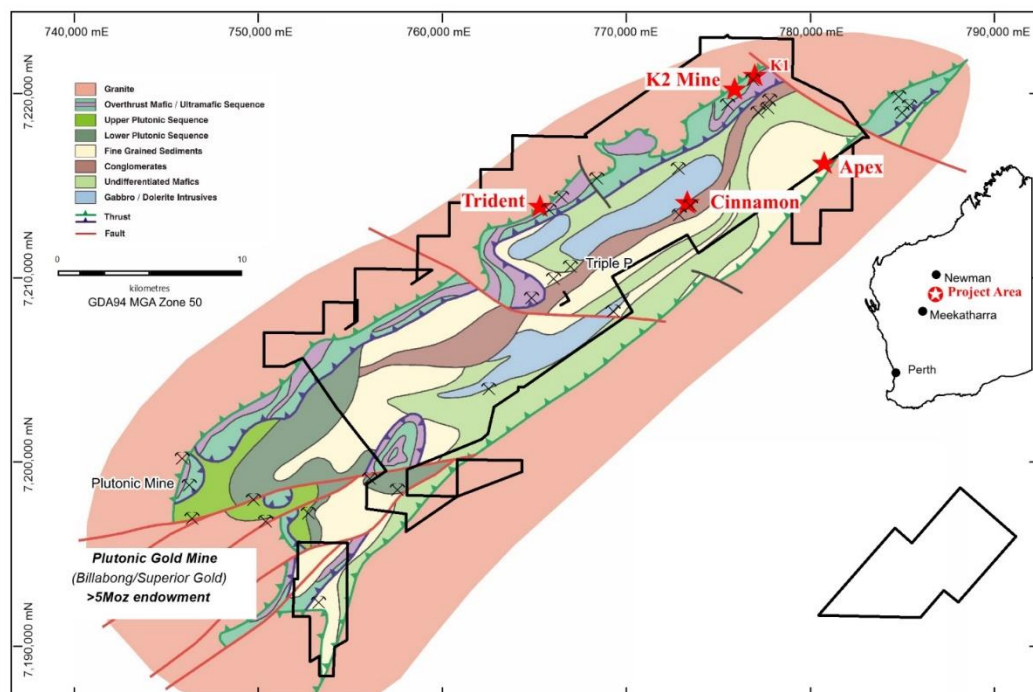 740,000 mE
750,000 mE
760,000 mE
770,000 mE
780,000 mE
790,000 mE
7,220,000 mN
7,210,000 mN
7,200,000 mN
7,190,000 mN
Granite
Overthrust Mafic / Ultramafic Sequence
Upper Plutonic Sequence
Lower Plutonic Sequence
Fine Grained Sediments
Conglomerates
Undifferentiated Mafics
Gabbro / Dolerite Intrusives
Thrust
Fault
0
10
kilometres
GDA94 MGA Zone 50
K1
K2 Mine
Apex
Trident
Cinnamon
Triple P
Newman
Project Area
Meekatharra
Perth
Plutonic Mine
Plutonic Gold Mine
(Billabong/Superior Gold)
>5Moz endowment